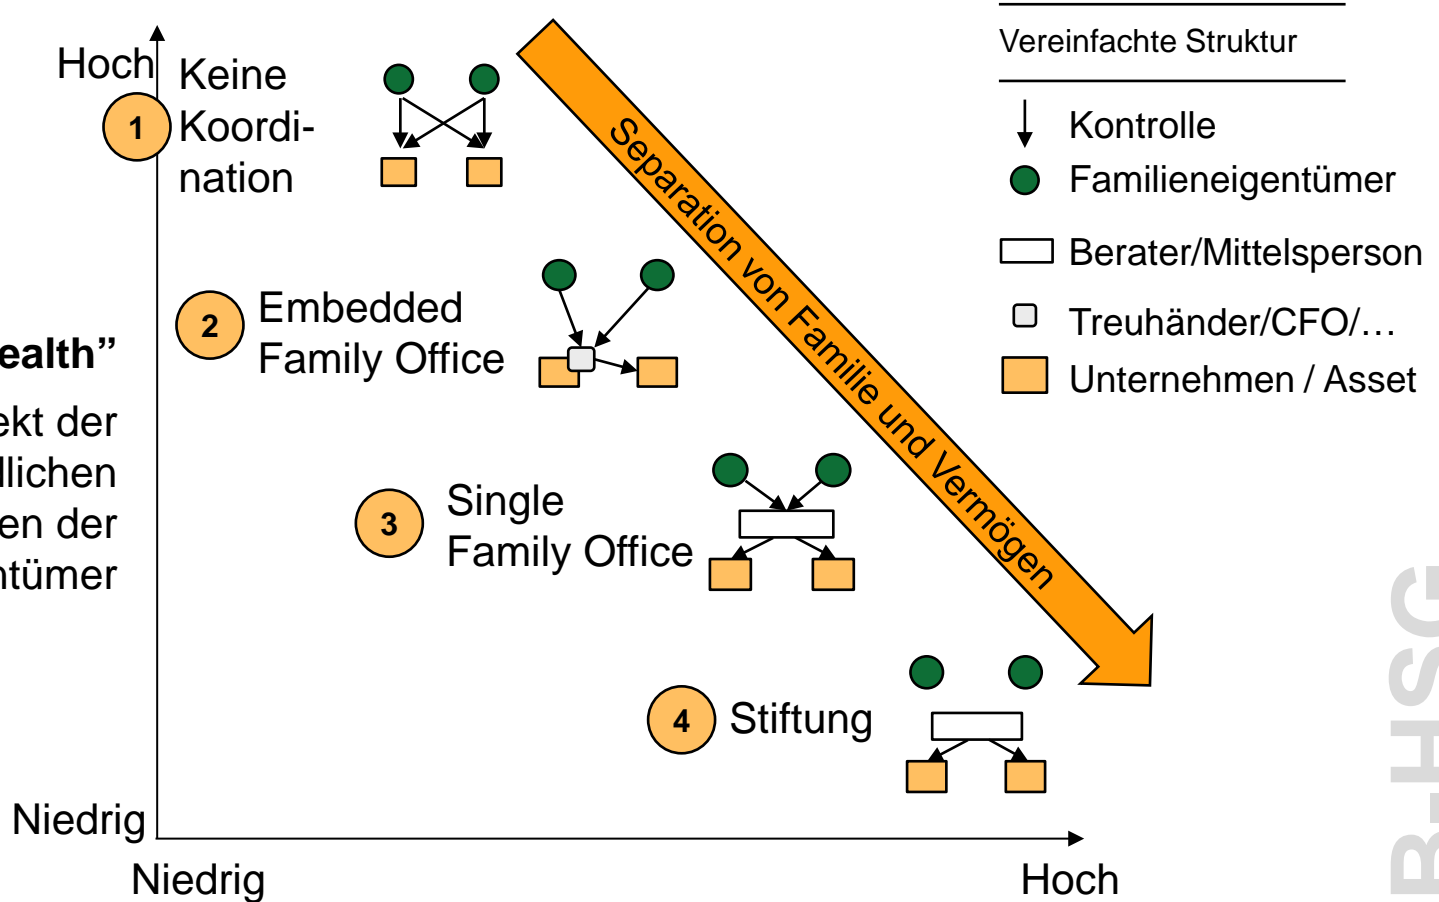 Hoch
1
Keine
Koordi-
nation
2
Embedded
Family Office
ealth”
ekt der
dlichen
en der
ntümer
3
Single
Family Office
4
Stiftung
Niedrig
Niedrig
Hoch
Separation von Familie und Vermögen
Vereinfachte Struktur
Kontrolle
Familieneigentümer
Berater/Mittelsperson
Treuhänder/CFO/…
Unternehmen / Asset
B-HSG